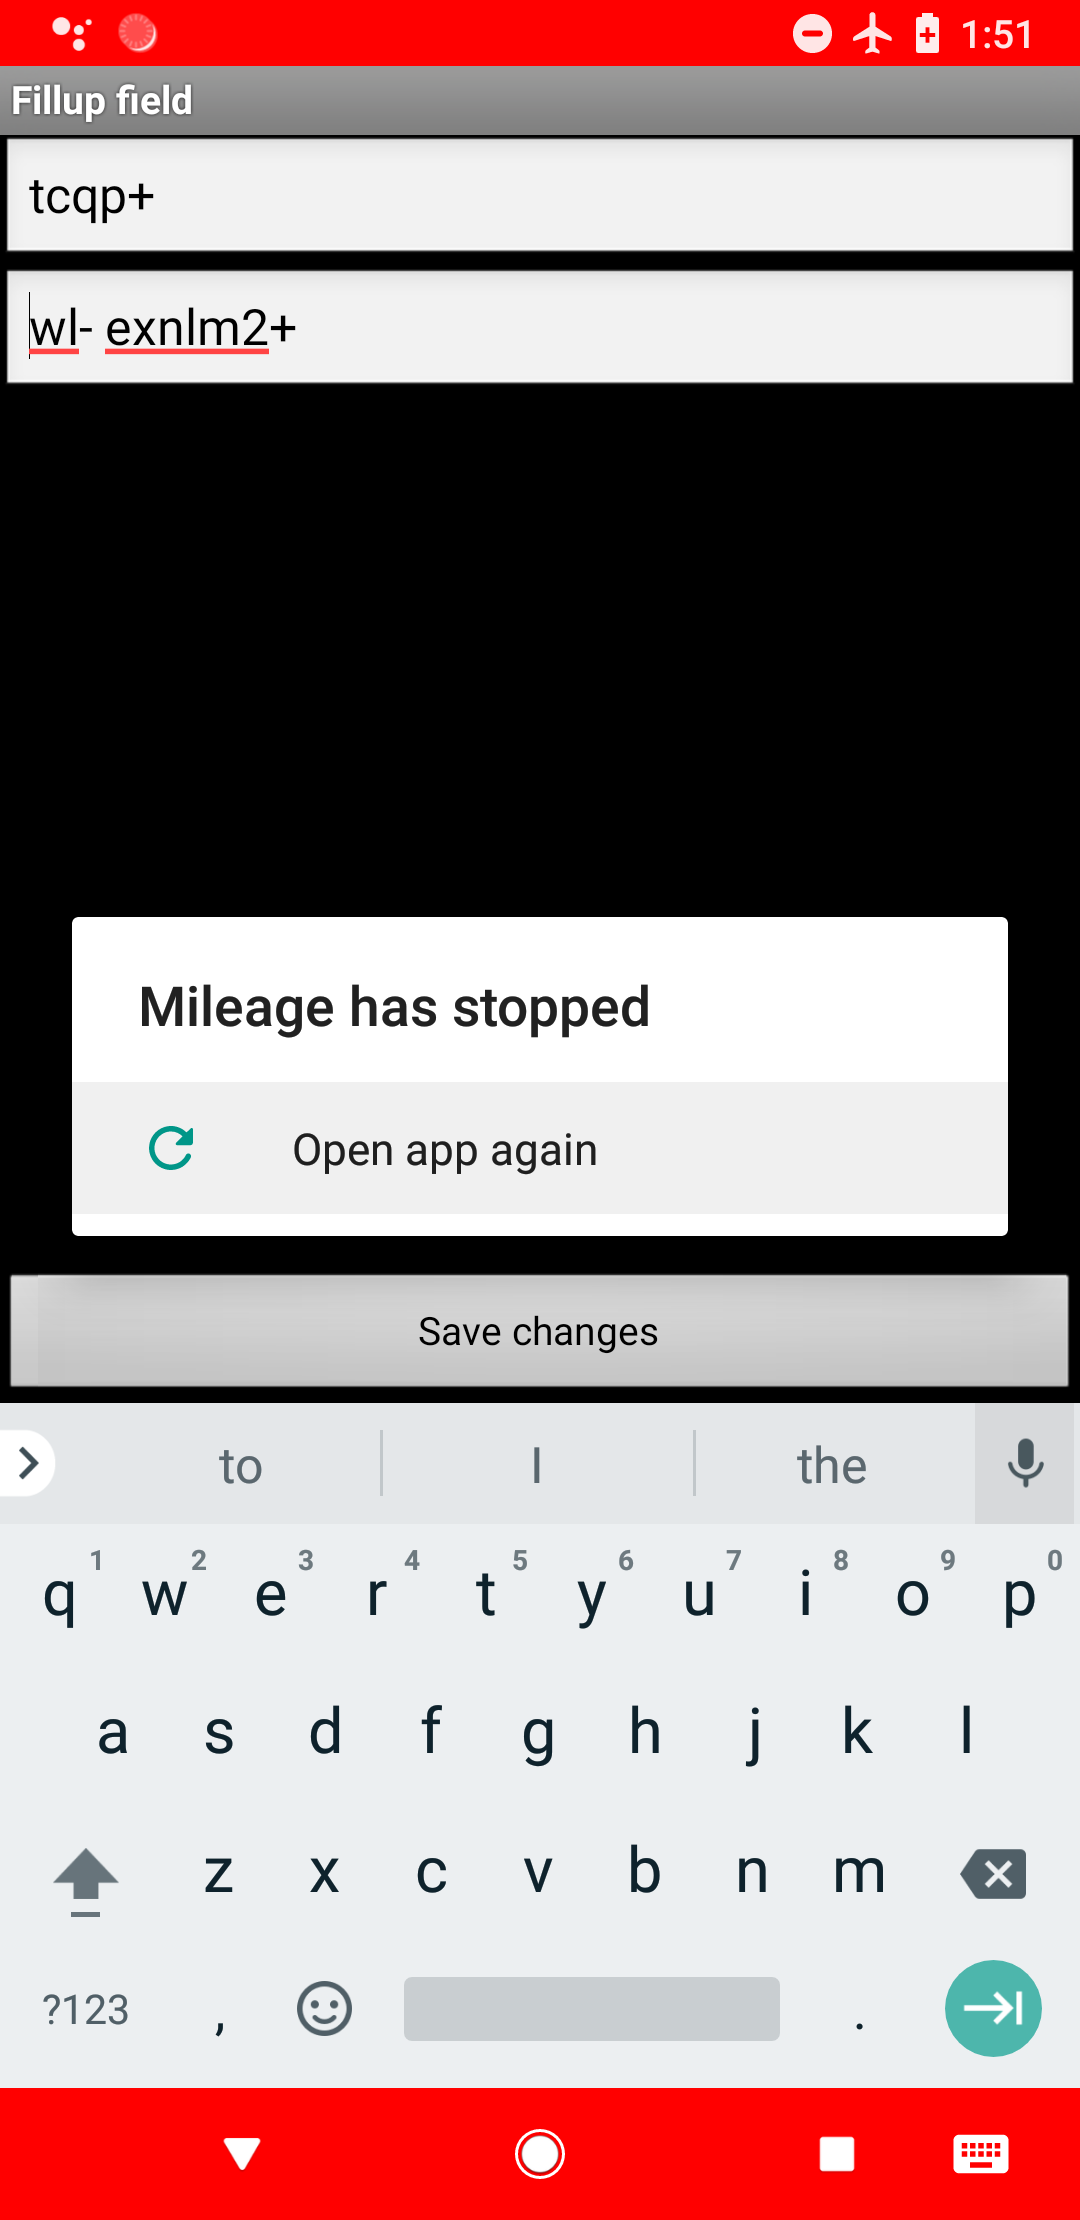 1:51
Fillup field
tcqp+
wl- exnlm2+
Mileage has stopped
Open app again
Save changes
to I the
1 2 3 4 5 6 7 8 9 0
q w e r t y u i o p
a s d f g h j k l
z x c v b n m
?123 , .